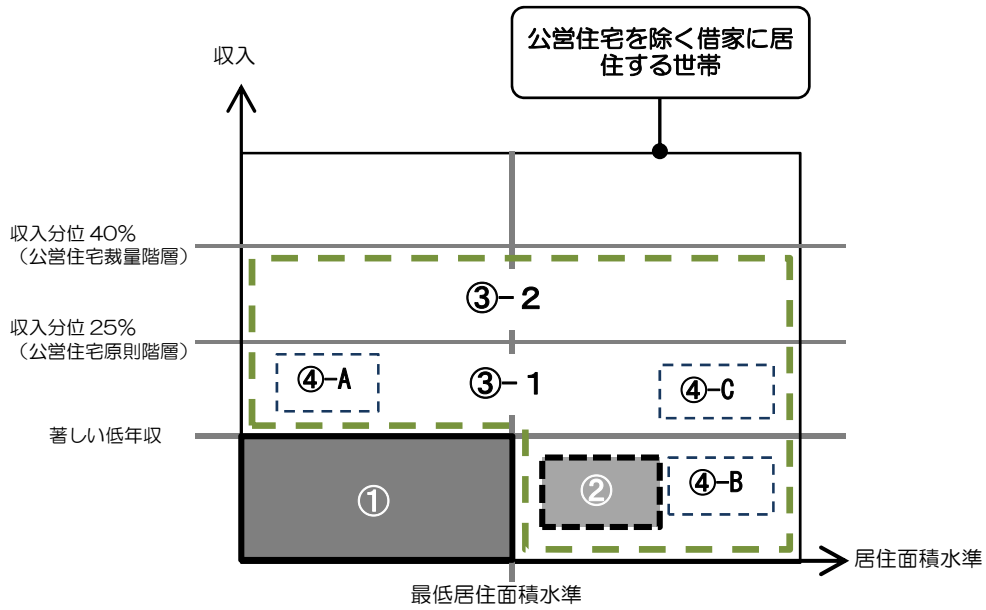 公営住宅を除く借家に居
住する世帯
収入
収入分位 40%
（公営住宅裁量階層）
③-２
収入分位 25%
（公営住宅原則階層）
④-A
③-１
④-C
著しい低年収
①
②
④-B
居住面積水準
最低居住面積水準